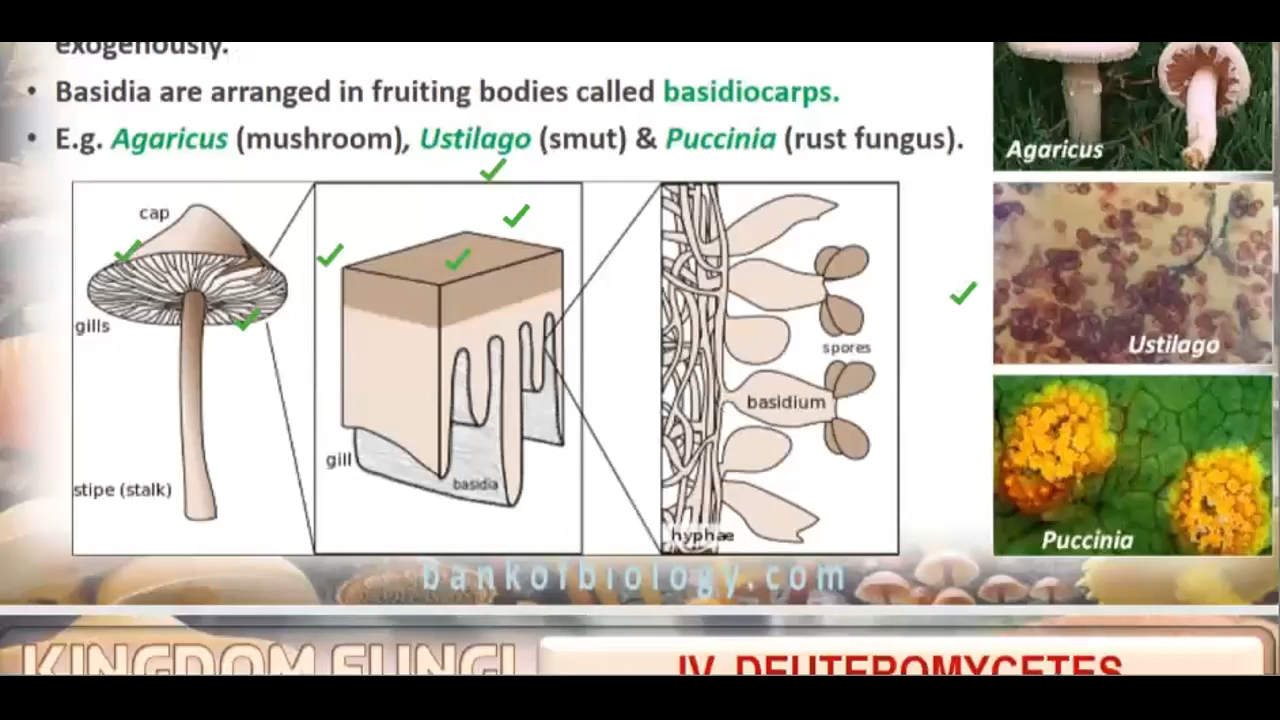 exogenously.
• Basidia are arranged in fruiting bodies called basidiocarps.
• E.g. Agaricus (mushroom), Ustilago (smut) & Puccinia (rust fungus).
cap
gills
stipe (stalk)
gill
basidia
spores
basidium
hyphae
Agaricus
Ustilago
Puccinia
bankofbiology.com
KINGDOM FUNGI
IV. DEUTEROMYCETES